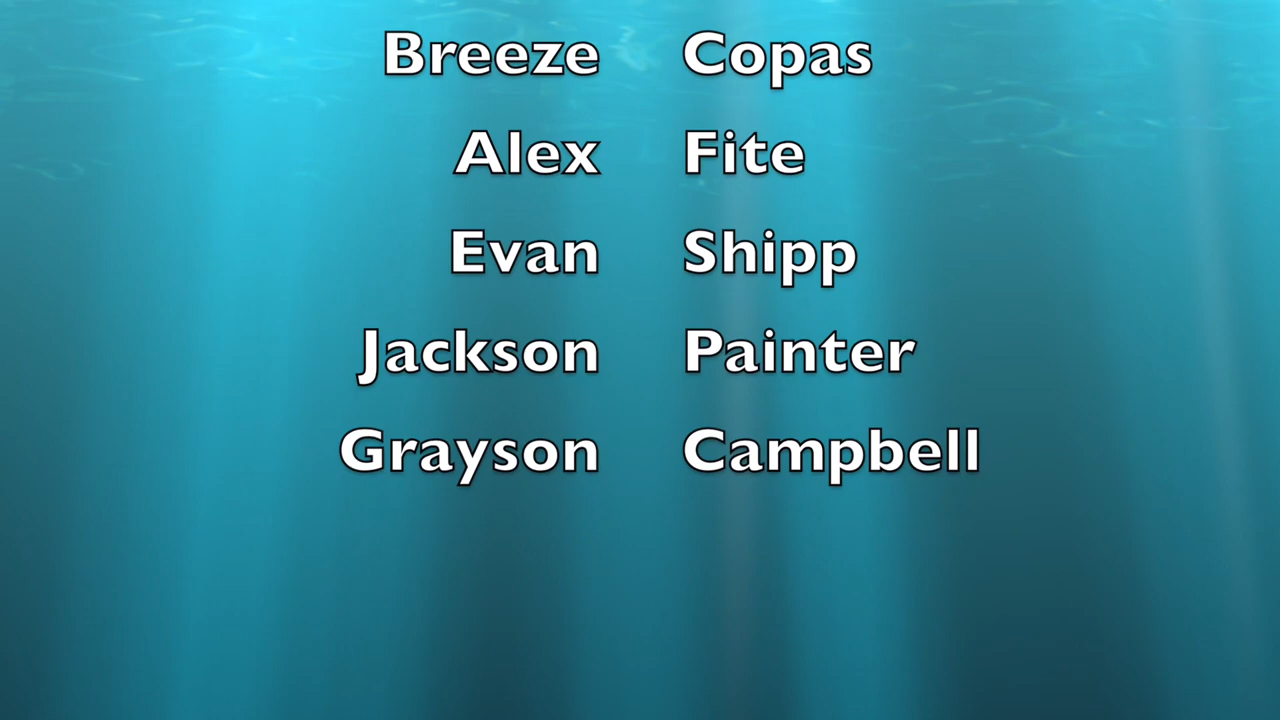 Breeze Copas
Alex Fite
Evan Shipp
Jackson Painter
Grayson Campbell